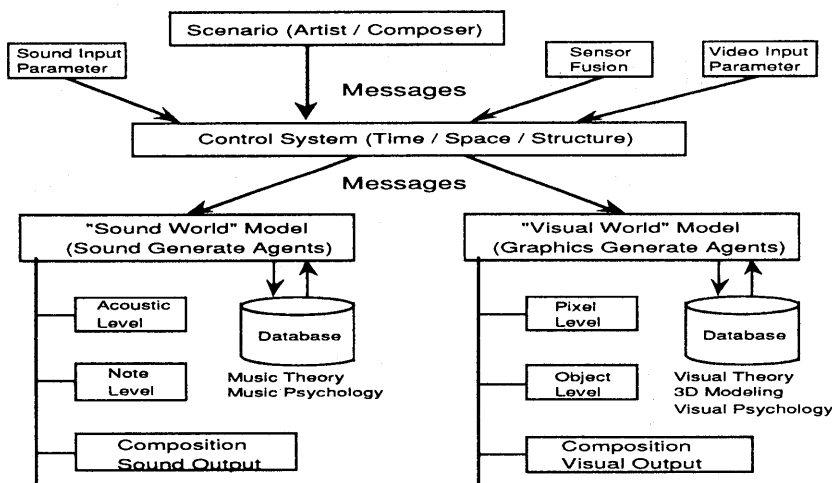 Scenario (Artist / Composer)
Sound Input
Parameter
Sensor
Fusion
Video Input
Parameter
Messages
Control System (Time / Space / Structure)
Messages
"Sound World" Model
(Sound Generate Agents)
Acoustic
Level
Database
Note
Level
Music Theory
Music Psychology
Composition
Sound Output
"Visual World" Model
(Graphics Generate Agents)
Pixel
Level
Database
Object
Level
Visual Theory
3D Modeling
Visual Psychology
Composition
Visual Output